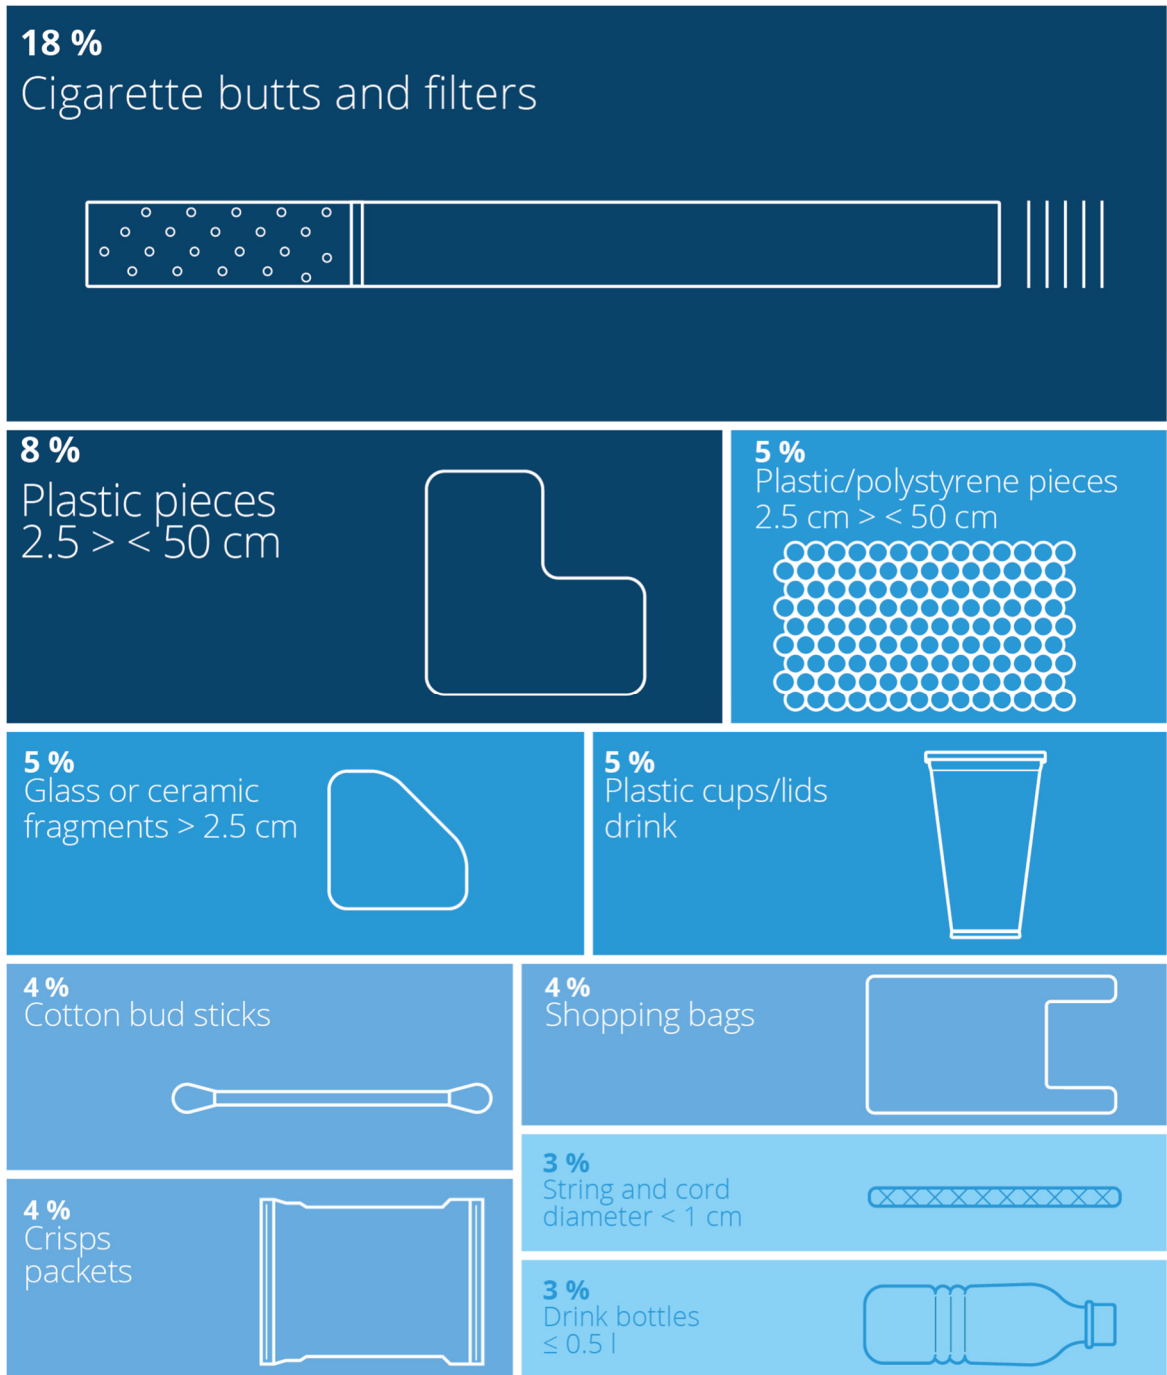 18 %
Cigarette butts and filters
8 %
Plastic pieces
2.5 > < 50 cm
5 %
Plastic/polystyrene pieces
2.5 cm > < 50 cm
5 %
Glass or ceramic
fragments > 2.5 cm
5 %
Plastic cups/lids
drink
4 %
Cotton bud sticks
4 %
Shopping bags
4 %
Crisps
packets
3 %
String and cord
diameter < 1 cm
3 %
Drink bottles
≤ 0.5 l